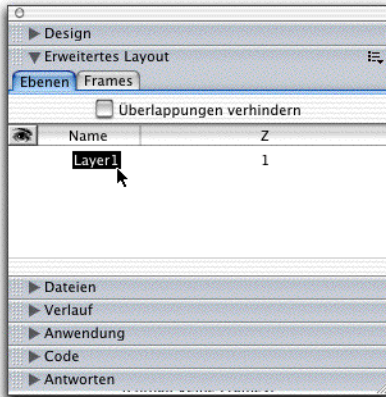 Design
Erweitertes Layout
Ebenen Frames
Überlappungen verhindern
Name Z
Layer1 1
Dateien
Verlauf
Anwendung
Code
Antworten